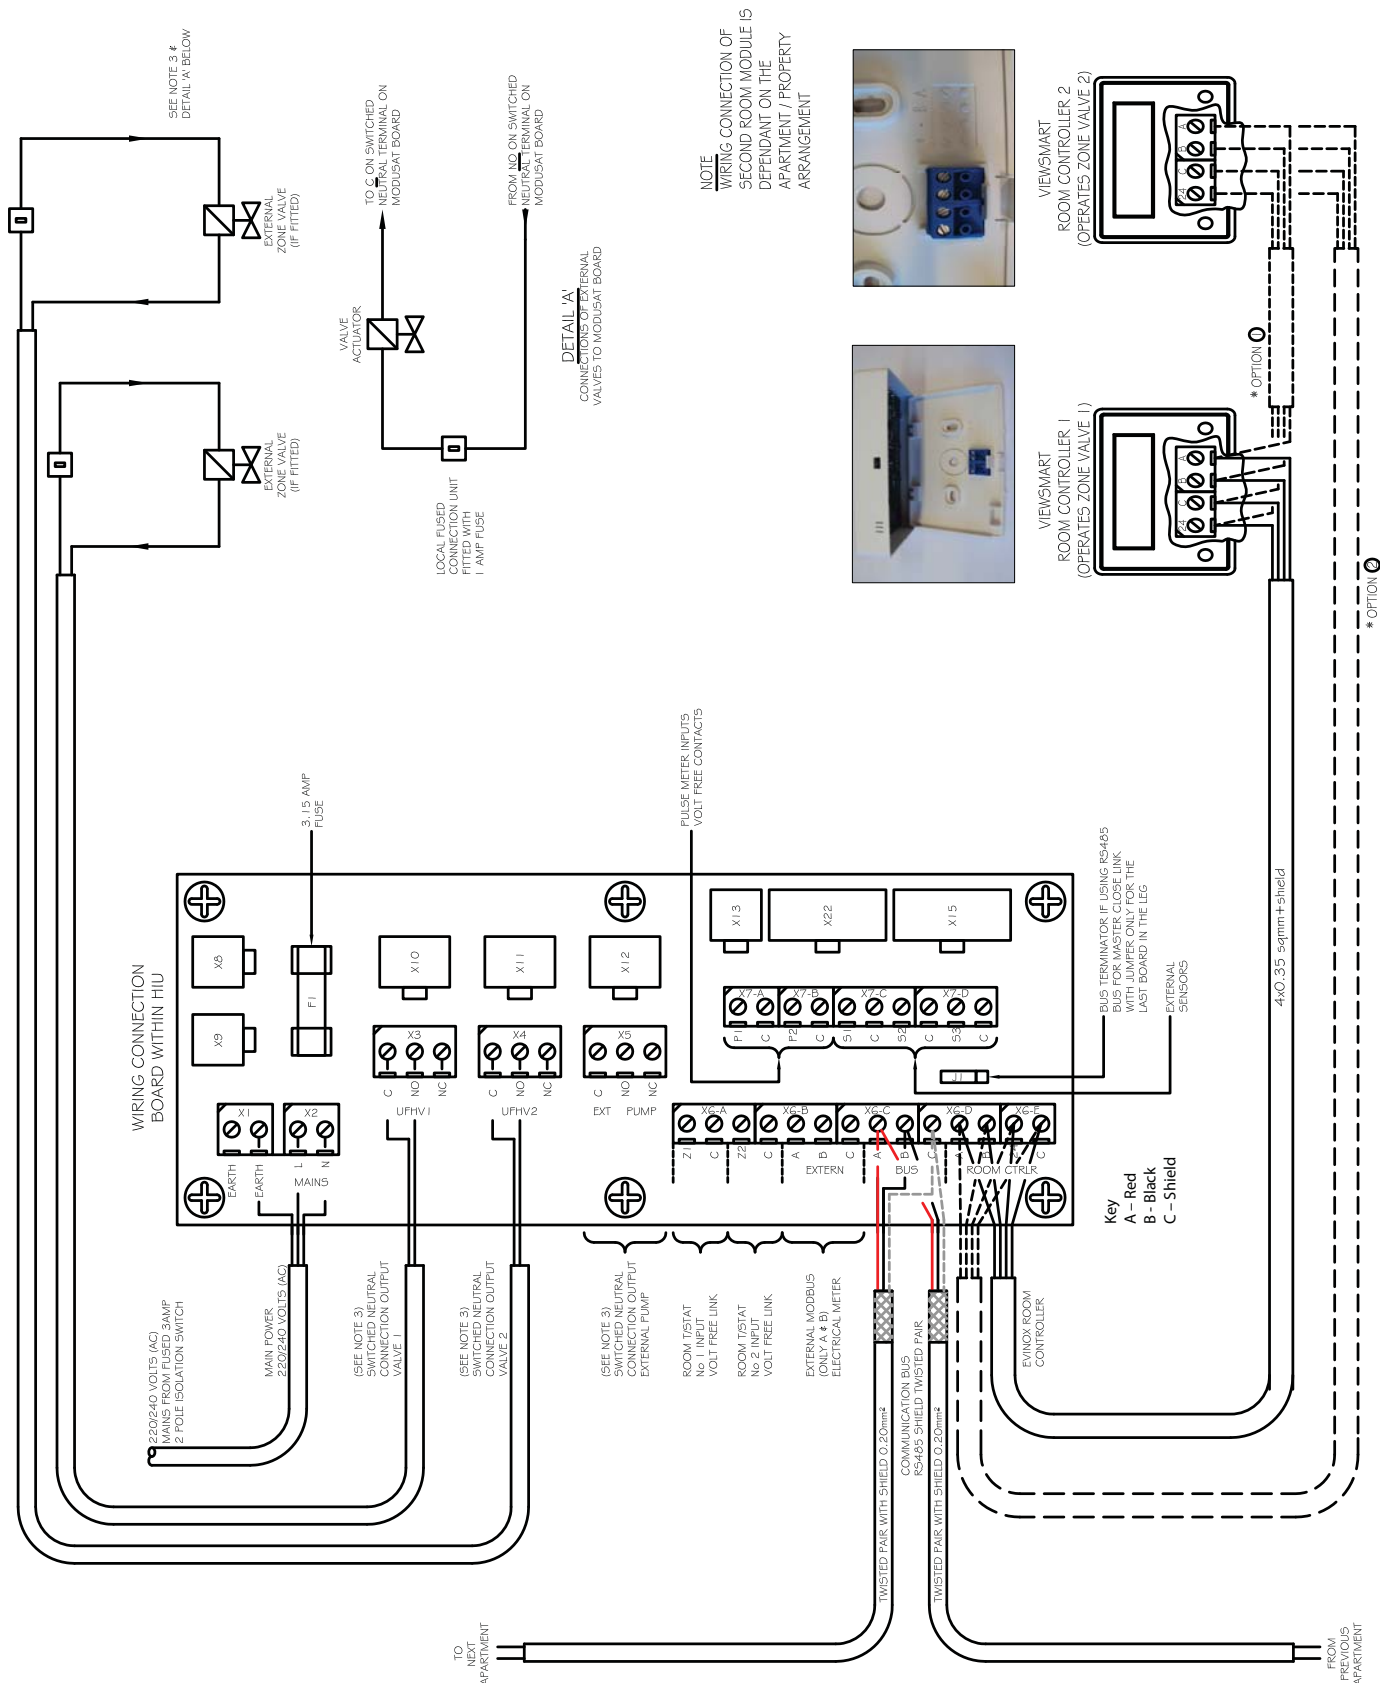 SEE NOTE 3 &
DETAIL 'A' BELOW
EXTERNAL
ZONE VALVE
(IF FITTED)
EXTERNAL
ZONE VALVE
(IF FITTED)
TO C ON SWITCHED
NEUTRAL TERMINAL ON
MODUSAT BOARD
FROM NO ON SWITCHED
NEUTRAL TERMINAL ON
MODUSAT BOARD
VALVE
ACTUATOR
LOCAL FUSED
CONNECTION UNIT
FITTED WITH
1 AMP FUSE
DETAIL 'A'
CONNECTIONS OF EXTERNAL
VALVES TO MODUSAT BOARD
NOTE
WIRING CONNECTION OF
SECOND ROOM MODULE IS
DEPENDANT ON THE
APARTMENT / PROPERTY
ARRANGEMENT
VIEWSMART
ROOM CONTROLLER 2
(OPERATES ZONE VALVE 2)
24 C B A
VIEWSMART
ROOM CONTROLLER 1
(OPERATES ZONE VALVE 1)
24 C B A
* OPTION 1
* OPTION 2
WIRING CONNECTION
BOARD WITHIN HIU
3.15 AMP
FUSE
X9
X8
F1
X10
X11
X12
X13
X22
X15
X1
EARTH
EARTH
X2
L
N
MAINS
X3
C
NO
NC
UFHV1
X4
C
NO
NC
UFHV2
X5
C
NO
NC
EXT PUMP
X7-A
X7-B
X7-C
X7-D
P1
C
P2
C
S1
C
S2
C
S3
C
J1
X6-A
X6-B
X6-C
X6-D
X6-E
Z1
C
Z2
C
A
B
C
A
B
C
A
B
24
C
EXTERN
BUS
ROOM CTRLR
PULSE METER INPUTS
VOLT FREE CONTACTS
BUS TERMINATOR IF USING RS485
BUS FOR MASTER CLOSE LINK
WITH JUMPER ONLY FOR THE
LAST BOARD IN THE LEG
EXTERNAL
SENSORS
4x0.35 sqmm+shield
Key
A – Red
B - Black
C – Shield
220/240 VOLTS (AC)
MAINS FROM FUSED 3AMP
2 POLE ISOLATION SWITCH
MAIN POWER
220/240 VOLTS (AC)
(SEE NOTE 3)
SWITCHED NEUTRAL
CONNECTION OUTPUT
VALVE 1
(SEE NOTE 3)
SWITCHED NEUTRAL
CONNECTION OUTPUT
VALVE 2
(SEE NOTE 3)
SWITCHED NEUTRAL
CONNECTION OUTPUT
EXTERNAL PUMP
ROOM T/STAT
No 1 INPUT
VOLT FREE LINK
ROOM T/STAT
No 2 INPUT
VOLT FREE LINK
EXTERNAL MODBUS
(ONLY A & B)
ELECTRICAL METER
COMMUNICATION BUS
RS485 SHIELD TWISTED PAIR
EVINOX ROOM
CONTROLLER
TWISTED PAIR WITH SHIELD 0.20mm²
TWISTED PAIR WITH SHIELD 0.20mm²
TO
NEXT
APARTMENT
FROM
PREVIOUS
APARTMENT